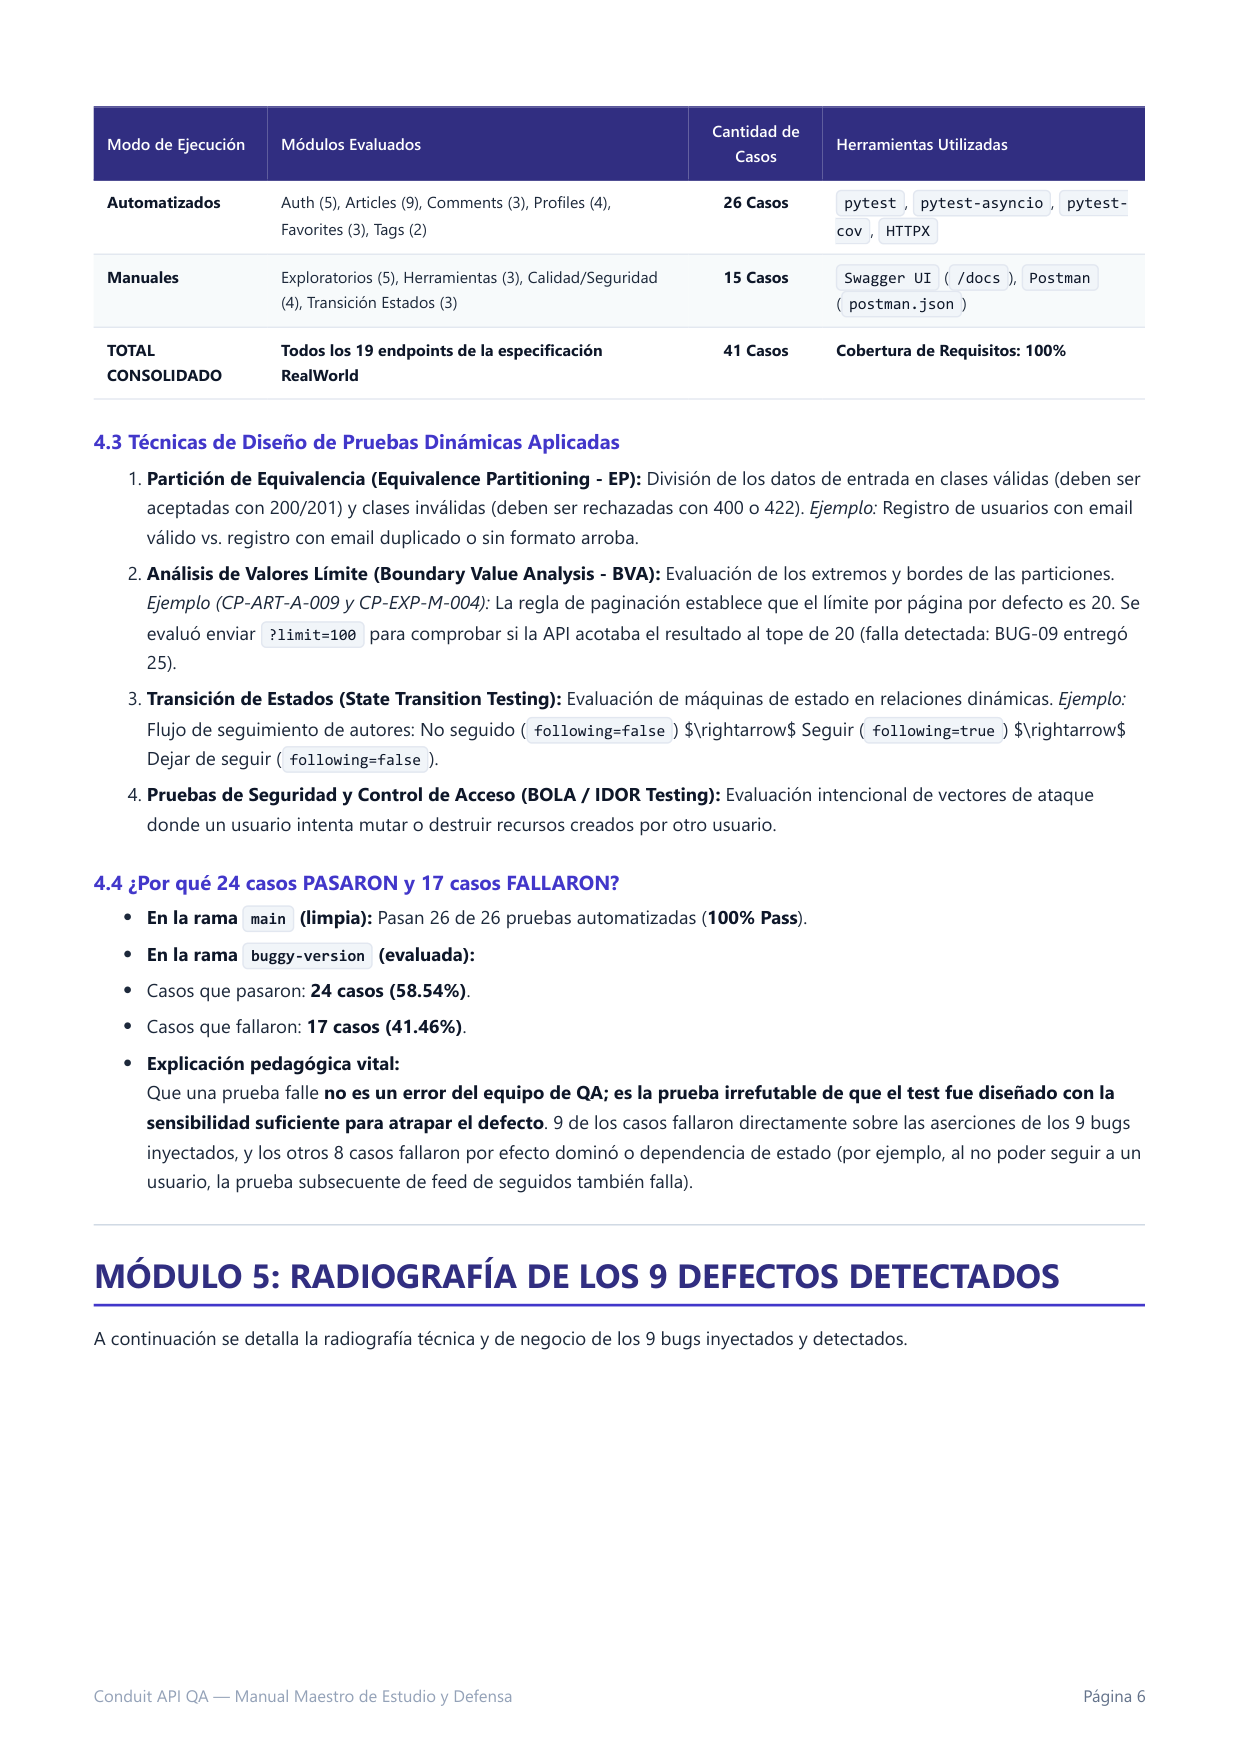 Modo de Ejecución Módulos Evaluados Cantidad de Casos Herramientas Utilizadas
Automatizados Auth (5), Articles (9), Comments (3), Profiles (4), pytest, pytest-asyncio, pytest-
Favorites (3), Tags (2) 26 Casos cov, HTTPX
Manuales Exploratorios (5), Herramientas (3), Calidad/Seguridad 15 Casos Swagger UI (/docs), Postman
(4), Transición Estados (3) (postman.json)
TOTAL Todos los 19 endpoints de la especificación 41 Casos Cobertura de Requisitos: 100%
CONSOLIDADO RealWorld
4.3 Técnicas de Diseño de Pruebas Dinámicas Aplicadas
1. Partición de Equivalencia (Equivalence Partitioning - EP): División de los datos de entrada en clases válidas (deben ser
aceptadas con 200/201) y clases inválidas (deben ser rechazadas con 400 o 422). Ejemplo: Registro de usuarios con email
válido vs. registro con email duplicado o sin formato arroba.
2. Análisis de Valores Límite (Boundary Value Analysis - BVA): Evaluación de los extremos y bordes de las particiones.
Ejemplo (CP-ART-A-009 y CP-EXP-M-004): La regla de paginación establece que el límite por página por defecto es 20. Se
evaluó enviar ?limit=100 para comprobar si la API acotaba el resultado al tope de 20 (falla detectada: BUG-09 entregó
25).
3. Transición de Estados (State Transition Testing): Evaluación de máquinas de estado en relaciones dinámicas. Ejemplo:
Flujo de seguimiento de autores: No seguido (following=false) $\rightarrow$ Seguir (following=true) $\rightarrow$
Dejar de seguir (following=false).
4. Pruebas de Seguridad y Control de Acceso (BOLA / IDOR Testing): Evaluación intencional de vectores de ataque
donde un usuario intenta mutar o destruir recursos creados por otro usuario.
4.4 ¿Por qué 24 casos PASARON y 17 casos FALLARON?
• En la rama main (limpia): Pasan 26 de 26 pruebas automatizadas (100% Pass).
• En la rama buggy-version (evaluada):
• Casos que pasaron: 24 casos (58.54%).
• Casos que fallaron: 17 casos (41.46%).
• Explicación pedagógica vital:
Que una prueba falle no es un error del equipo de QA; es la prueba irrefutable de que el test fue diseñado con la
sensibilidad suficiente para atrapar el defecto. 9 de los casos fallaron directamente sobre las aserciones de los 9 bugs
inyectados, y los otros 8 casos fallaron por efecto dominó o dependencia de estado (por ejemplo, al no poder seguir a un
usuario, la prueba subsecuente de feed de seguidos también falla).
MÓDULO 5: RADIOGRAFÍA DE LOS 9 DEFECTOS DETECTADOS
A continuación se detalla la radiografía técnica y de negocio de los 9 bugs inyectados y detectados.
Conduit API QA — Manual Maestro de Estudio y Defensa Página 6